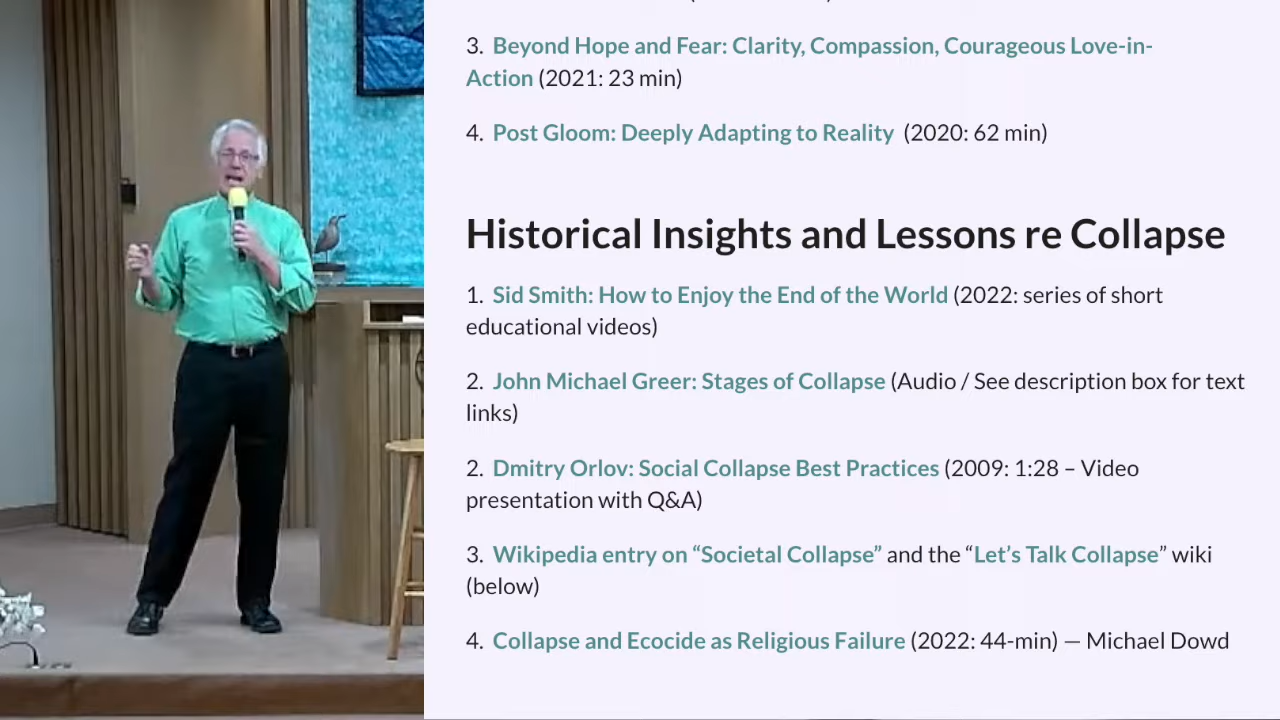 3. Beyond Hope and Fear: Clarity, Compassion, Courageous Love-in-
Action (2021: 23 min)
4. Post Gloom: Deeply Adapting to Reality (2020: 62 min)
Historical Insights and Lessons re Collapse
1. Sid Smith: How to Enjoy the End of the World (2022: series of short
educational videos)
2. John Michael Greer: Stages of Collapse (Audio / See description box for text
links)
2. Dmitry Orlov: Social Collapse Best Practices (2009: 1:28 – Video
presentation with Q&A)
3. Wikipedia entry on “Societal Collapse” and the “Let’s Talk Collapse” wiki
(below)
4. Collapse and Ecocide as Religious Failure (2022: 44-min) — Michael Dowd